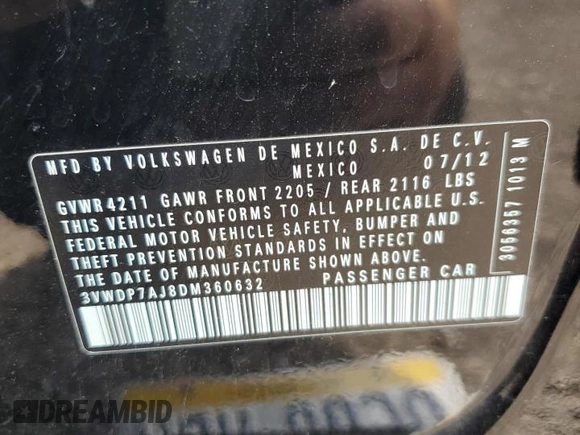 MFD BY VOLKSWAGEN DE MEXICO S.A. DE C.V.
MEXICO 07/12
GVWR 4211 GAWR FRONT 2205 / REAR 2116 LBS
THIS VEHICLE CONFORMS TO ALL APPLICABLE U.S.
FEDERAL MOTOR VEHICLE SAFETY, BUMPER AND
THEFT PREVENTION STANDARDS IN EFFECT ON
THE DATE OF MANUFACTURE SHOWN ABOVE.
3VWDP7AJ8DM360632 PASSENGER CAR
3056357 1013 M
DREAMBID